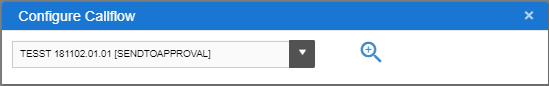 Configure Callflow
TESST 181102.01.01 [SENDTOAPPROVAL]